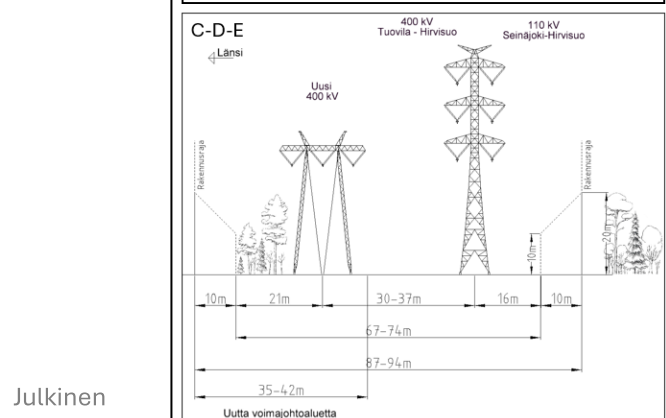 C-D-E
Länsi
400 kV
Tuovila - Hirvisuo
110 kV
Seinäjoki-Hirvisuo
Uusi
400 kV
Rakennusraja
Rakennusraja
10m
20m
10m
21m
30-37m
16m
10m
67-74m
87-94m
35-42m
Uutta voimajohtoaluetta
Julkinen